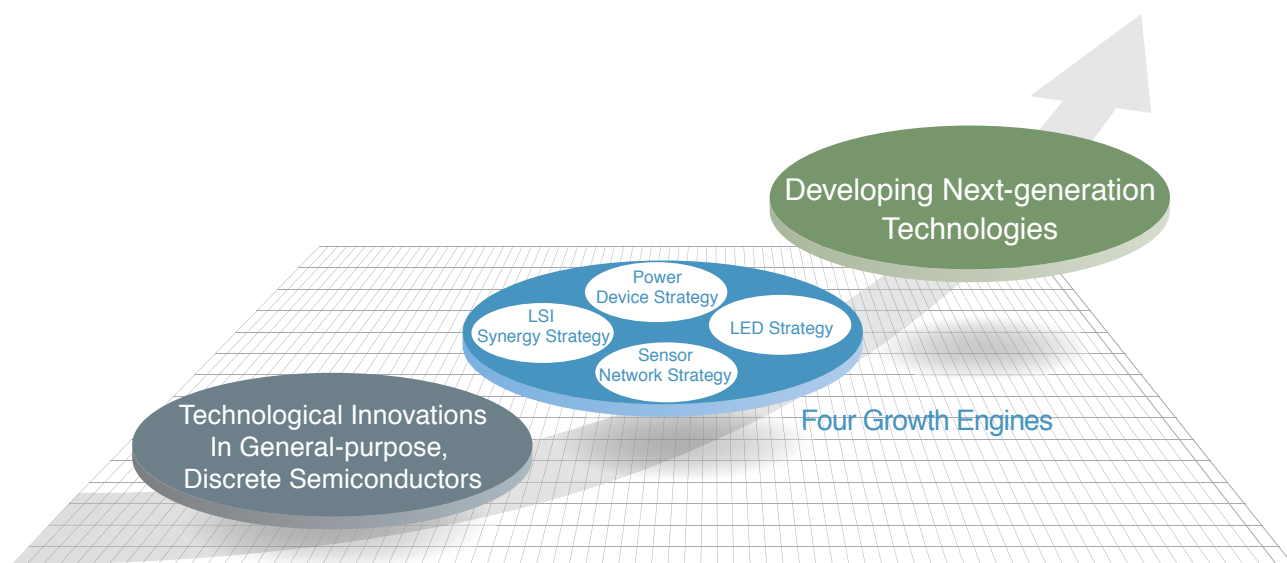 Developing Next-generation
Technologies
Power
Device Strategy
LSI
Synergy Strategy
LED Strategy
Sensor
Network Strategy
Four Growth Engines
Technological Innovations
In General-purpose,
Discrete Semiconductors